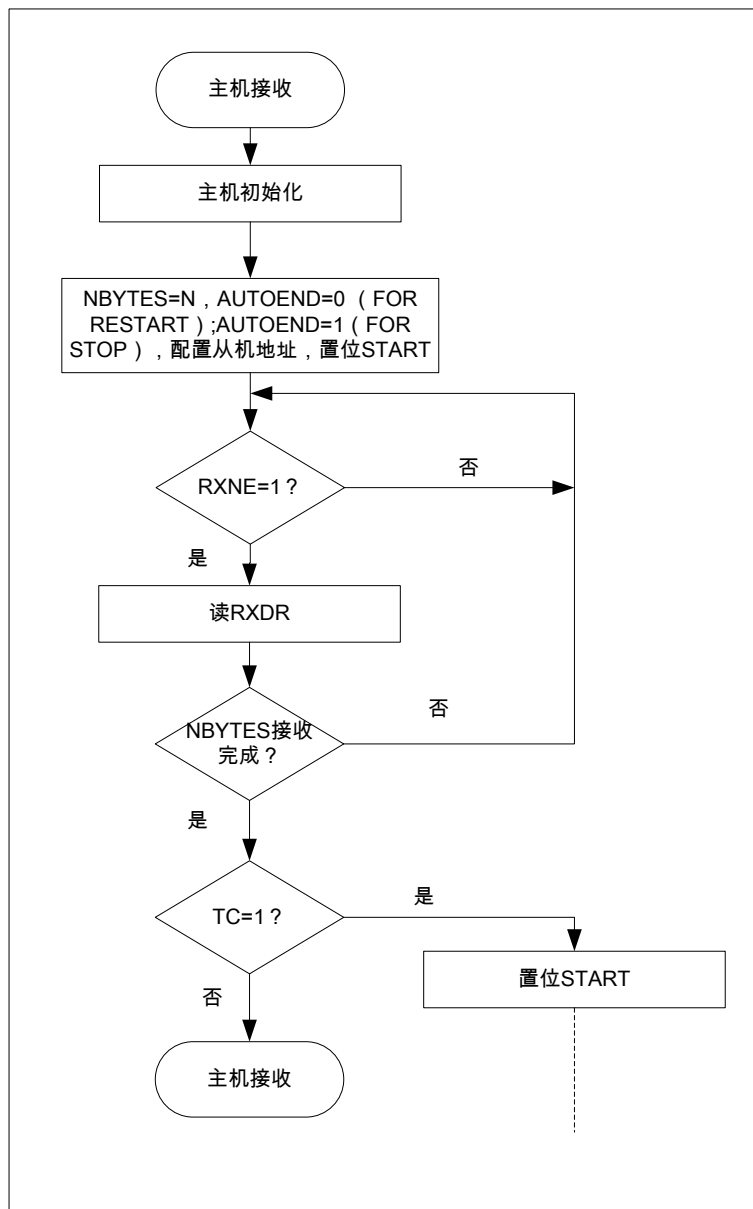 主机接收
主机初始化
NBYTES=N，AUTOEND=0（FOR
RESTART）;AUTOEND=1（FOR
STOP），配置从机地址，置位START
RXNE=1？
否
是
读RXDR
NBYTES接收
完成？
否
是
TC=1？
是
否
置位START
主机接收